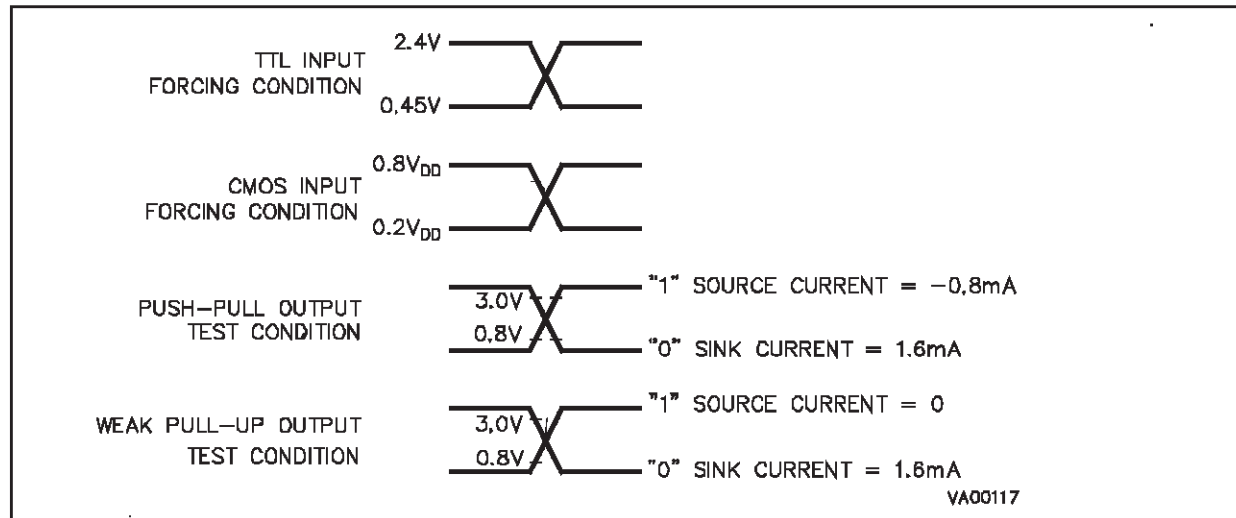 TTL INPUT
FORCING CONDITION
2.4V
0.45V
CMOS INPUT
FORCING CONDITION
0.8VDD
0.2VDD
PUSH-PULL OUTPUT
TEST CONDITION
3.0V
0.8V
"1" SOURCE CURRENT = -0.8mA
"0" SINK CURRENT = 1.6mA
WEAK PULL-UP OUTPUT
TEST CONDITION
3.0V
0.8V
"1" SOURCE CURRENT = 0
"0" SINK CURRENT = 1.6mA
VA00117